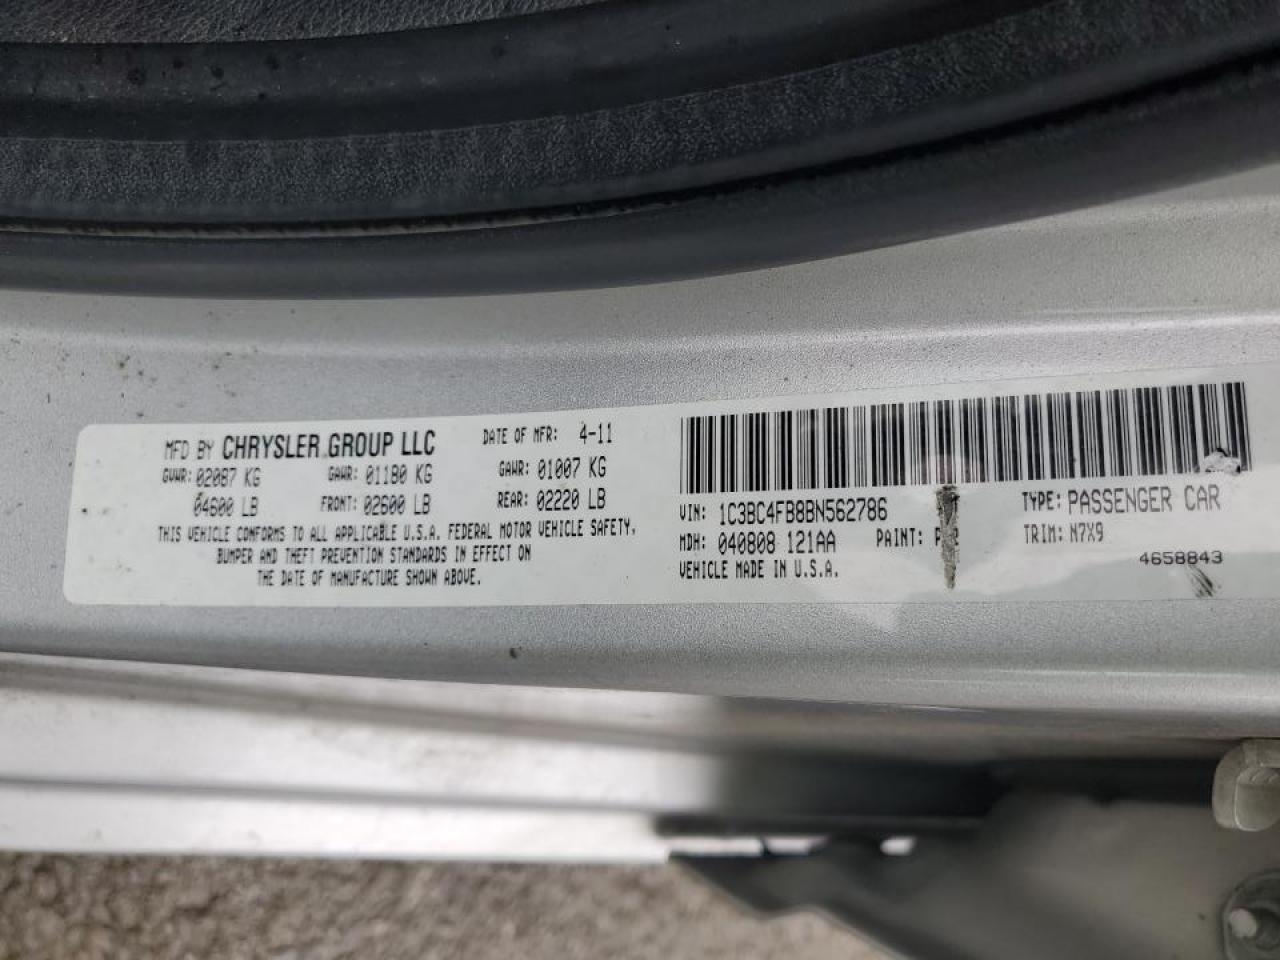 MFD BY CHRYSLER GROUP LLC DATE OF MFR: 4-11
GVWR: 02087 KG GAWR: 01180 KG GAWR: 01007 KG
04600 LB FRONT: 02600 LB REAR: 02220 LB
THIS VEHICLE CONFORMS TO ALL APPLICABLE U.S.A. FEDERAL MOTOR VEHICLE SAFETY,
BUMPER AND THEFT PREVENTION STANDARDS IN EFFECT ON
THE DATE OF MANUFACTURE SHOWN ABOVE.
VIN: 1C3BC4FB8BN562786 TYPE: PASSENGER CAR
MDH: 040808 121AA PAINT: TRIM: N7X9
VEHICLE MADE IN U.S.A. 4658843